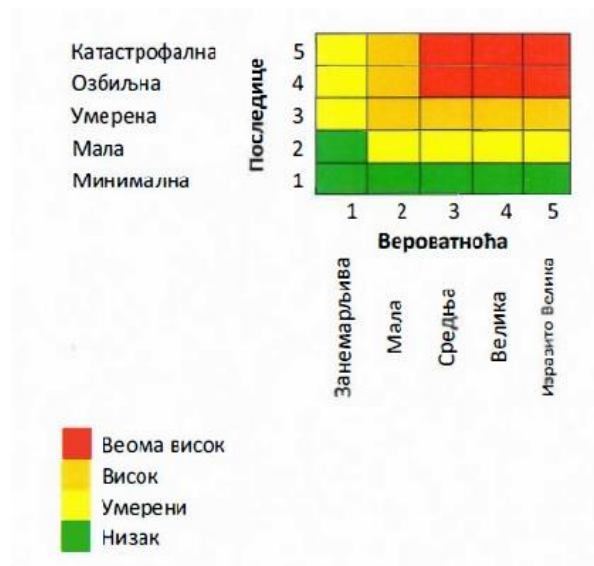 Катастрофална 5
Озбиљна 4
Умерена 3
Мала 2
Минимална 1
Последице
1 2 3 4 5
Вероватноћа
Занемарљива
Мала
Средња
Велика
Изразито Велика
Веома висок
Висок
Умерени
Низак